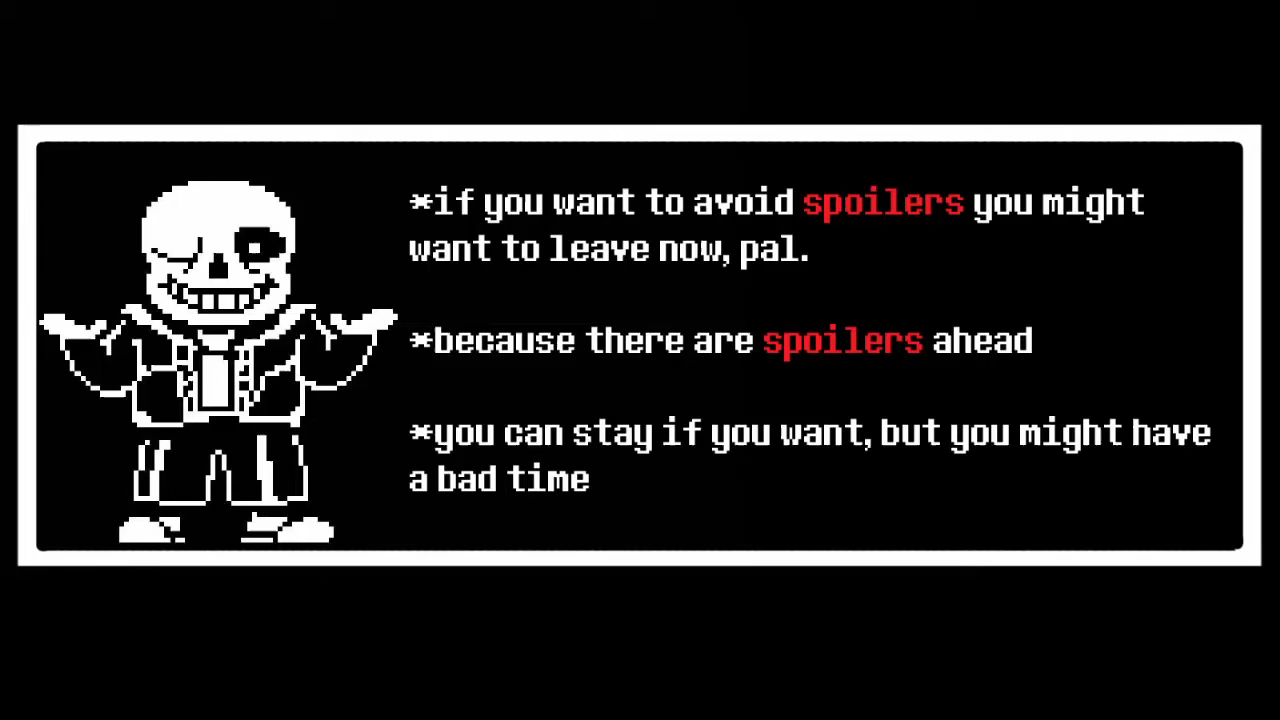 *if you want to avoid spoilers you might
want to leave now, pal.
*because there are spoilers ahead
*you can stay if you want, but you might have
a bad time